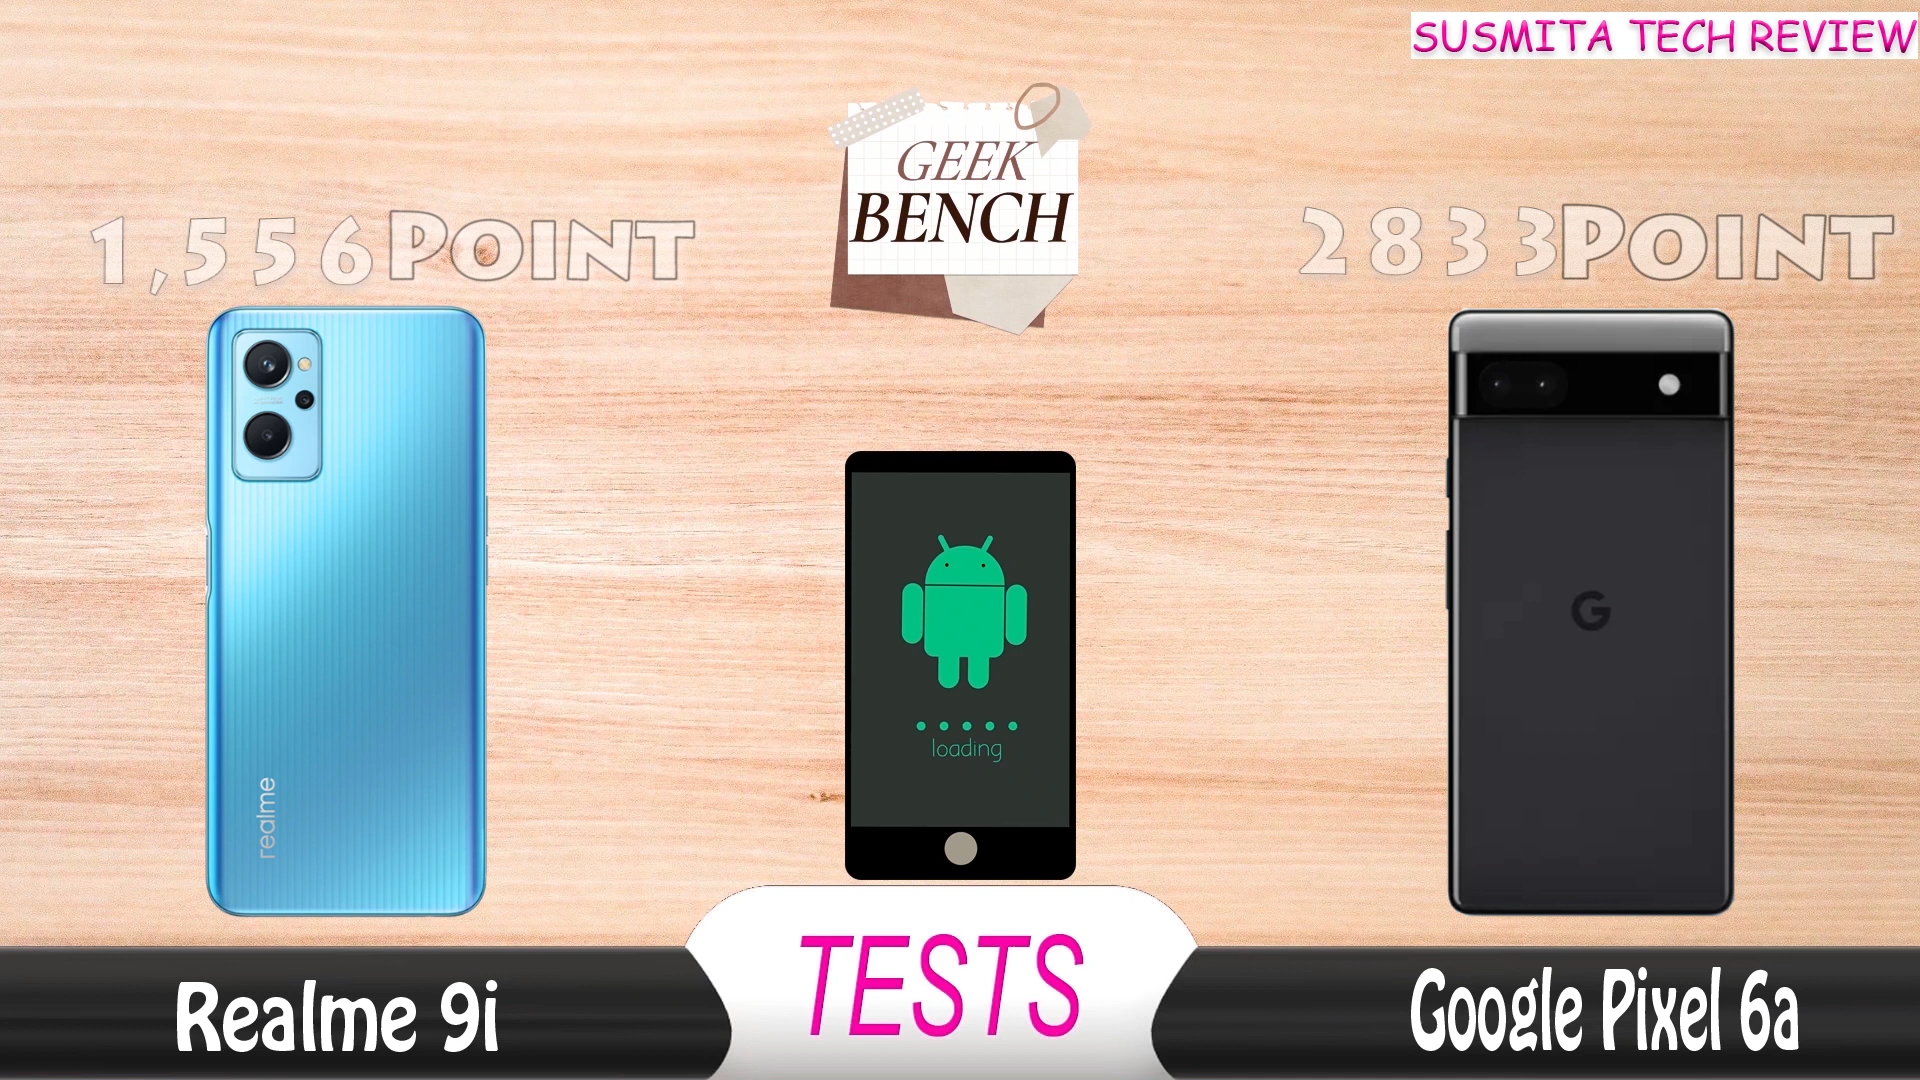 SUSMITA TECH REVIEW
GEEK
BENCH
1,556POINT
2833POINT
realme
G
loading
TESTS
Realme 9i
Google Pixel 6a